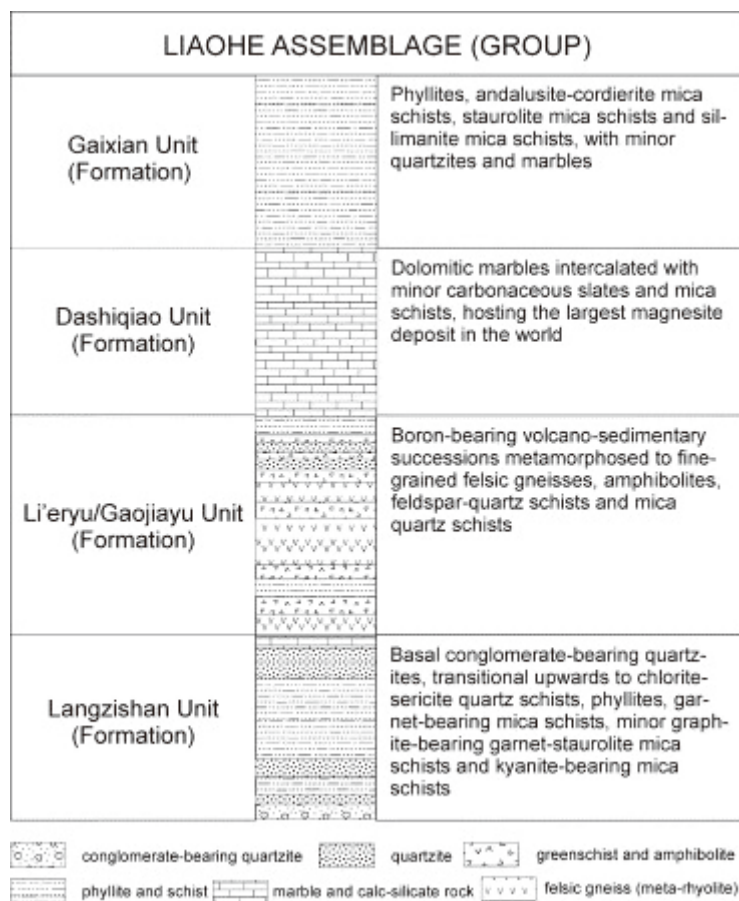 LIAOHE ASSEMBLAGE (GROUP)
Gaixian Unit
(Formation)
Phyllites, andalusite-cordierite mica
schists, staurolite mica schists and sil-
limanite mica schists, with minor
quartzites and marbles
Dashiqiao Unit
(Formation)
Dolomitic marbles intercalated with
minor carbonaceous slates and mica
schists, hosting the largest magnesite
deposit in the world
Li'eryu/Gaojiayu Unit
(Formation)
Boron-bearing volcano-sedimentary
successions metamorphosed to fine-
grained felsic gneisses, amphibolites,
feldspar-quartz schists and mica
quartz schists
Langzishan Unit
(Formation)
Basal conglomerate-bearing quartz-
ites, transitional upwards to chlorite-
sericite quartz schists, phyllites, gar-
net-bearing mica schists, minor graph-
ite-bearing garnet-staurolite mica
schists and kyanite-bearing mica
schists
conglomerate-bearing quartzite quartzite greenschist and amphibolite
phyllite and schist marble and calc-silicate rock felsic gneiss (meta-rhyolite)